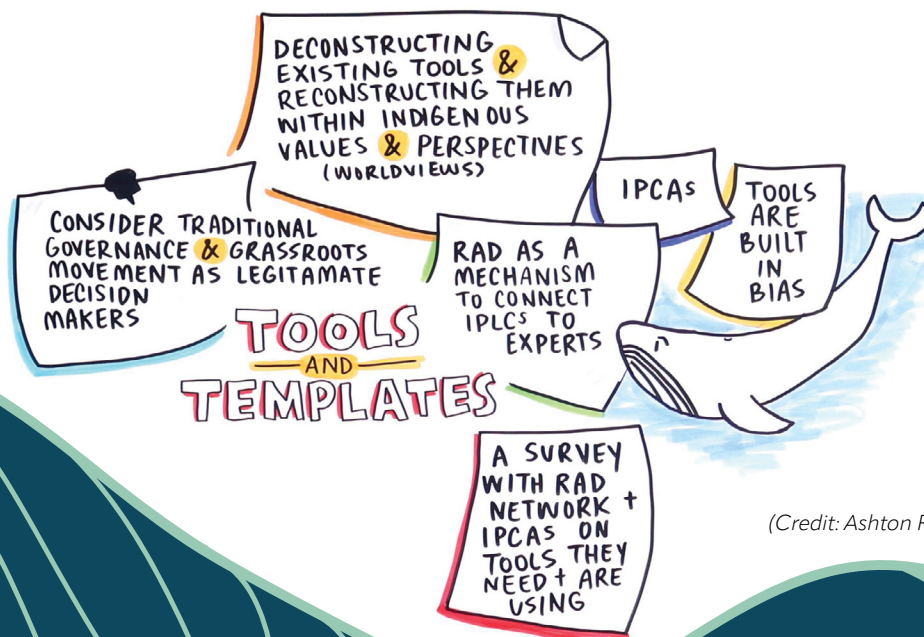 DECONSTRUCTING
EXISTING TOOLS &
RECONSTRUCTING THEM
WITHIN INDIGENOUS
VALUES & PERSPECTIVES
(WORLDVIEWS)
CONSIDER TRADITIONAL
GOVERNANCE & GRASSROOTS
MOVEMENT AS LEGITAMATE
DECISION
MAKERS
RAD AS A
MECHANISM
TO CONNECT
IPLCS TO
EXPERTS
IPCAS
TOOLS
ARE
BUILT
IN
BIAS
TOOLS
AND
TEMPLATES
A SURVEY
WITH RAD
NETWORK +
IPCAS ON
TOOLS THEY
NEED + ARE
USING
(Credit: Ashton